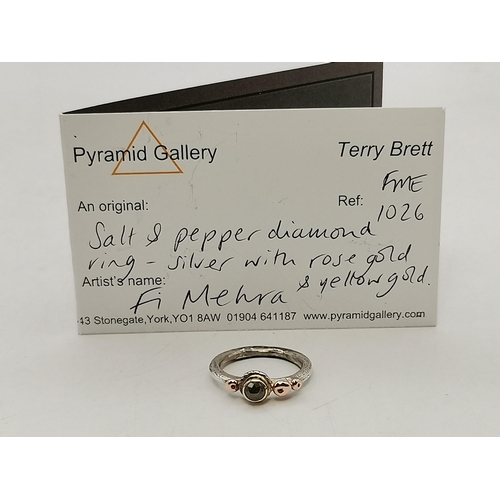 Pyramid Gallery Terry Brett
An original: Ref: FME
1026
Salt & pepper diamond
ring - silver with rose gold
& yellow gold.
Artist's name: Fi Mehra
43 Stonegate,York,YO1 8AW 01904 641187 www.pyramidgallery.com